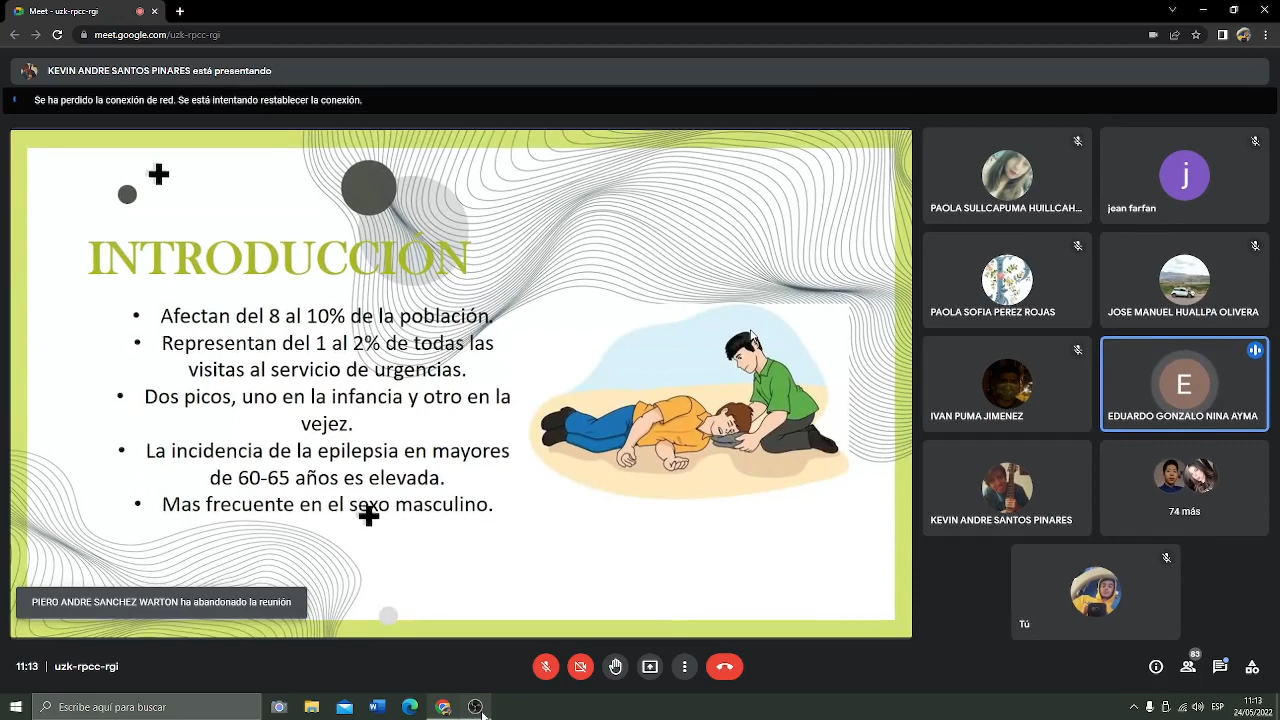 Meet - uzk-rpcc-rgi
meet.google.com/uzk-rpcc-rgi
KEVIN ANDRE SANTOS PINARES está presentando
Se ha perdido la conexión de red. Se está intentando restablecer la conexión.
INTRODUCCIÓN
• Afectan del 8 al 10% de la población.
• Representan del 1 al 2% de todas las
visitas al servicio de urgencias.
• Dos picos, uno en la infancia y otro en la
vejez.
• La incidencia de la epilepsia en mayores
de 60-65 años es elevada.
• Mas frecuente en el sexo masculino.
PIERO ANDRE SANCHEZ WARTON ha abandonado la reunión
PAOLA SULLCAPUMA HUILLCAH...
j
jean farfan
PAOLA SOFIA PEREZ ROJAS
JOSE MANUEL HUALLPA OLIVERA
IVAN PUMA JIMENEZ
E
EDUARDO GONZALO NINA AYMA
KEVIN ANDRE SANTOS PINARES
74 más
Tú
11:13 | uzk-rpcc-rgi
83
Escribe aquí para buscar
ESP
11:13
24/05/2022